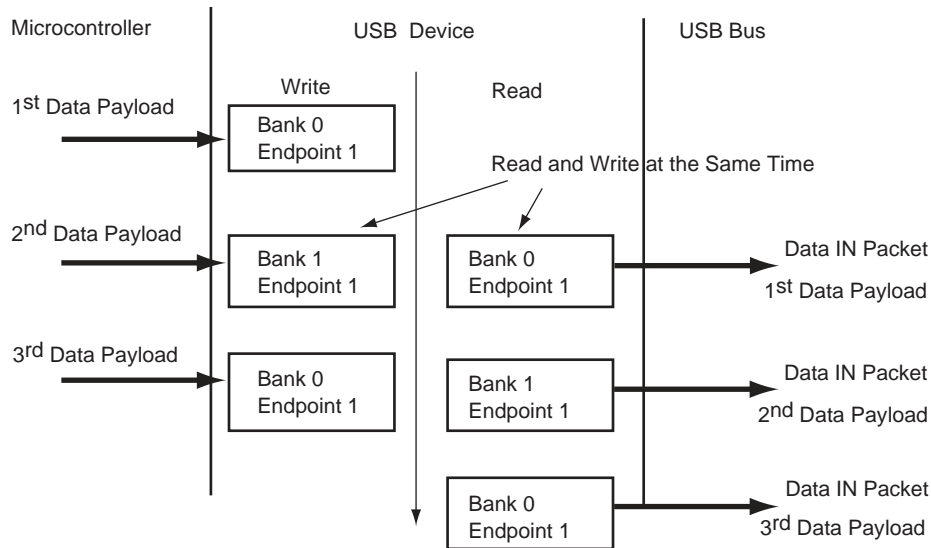 Microcontroller
USB Device
USB Bus
Write
Read
1st Data Payload
Bank 0
Endpoint 1
Read and Write at the Same Time
2nd Data Payload
Bank 1
Endpoint 1
Bank 0
Endpoint 1
Data IN Packet
1st Data Payload
3rd Data Payload
Bank 0
Endpoint 1
Bank 1
Endpoint 1
Data IN Packet
2nd Data Payload
Bank 0
Endpoint 1
Data IN Packet
3rd Data Payload